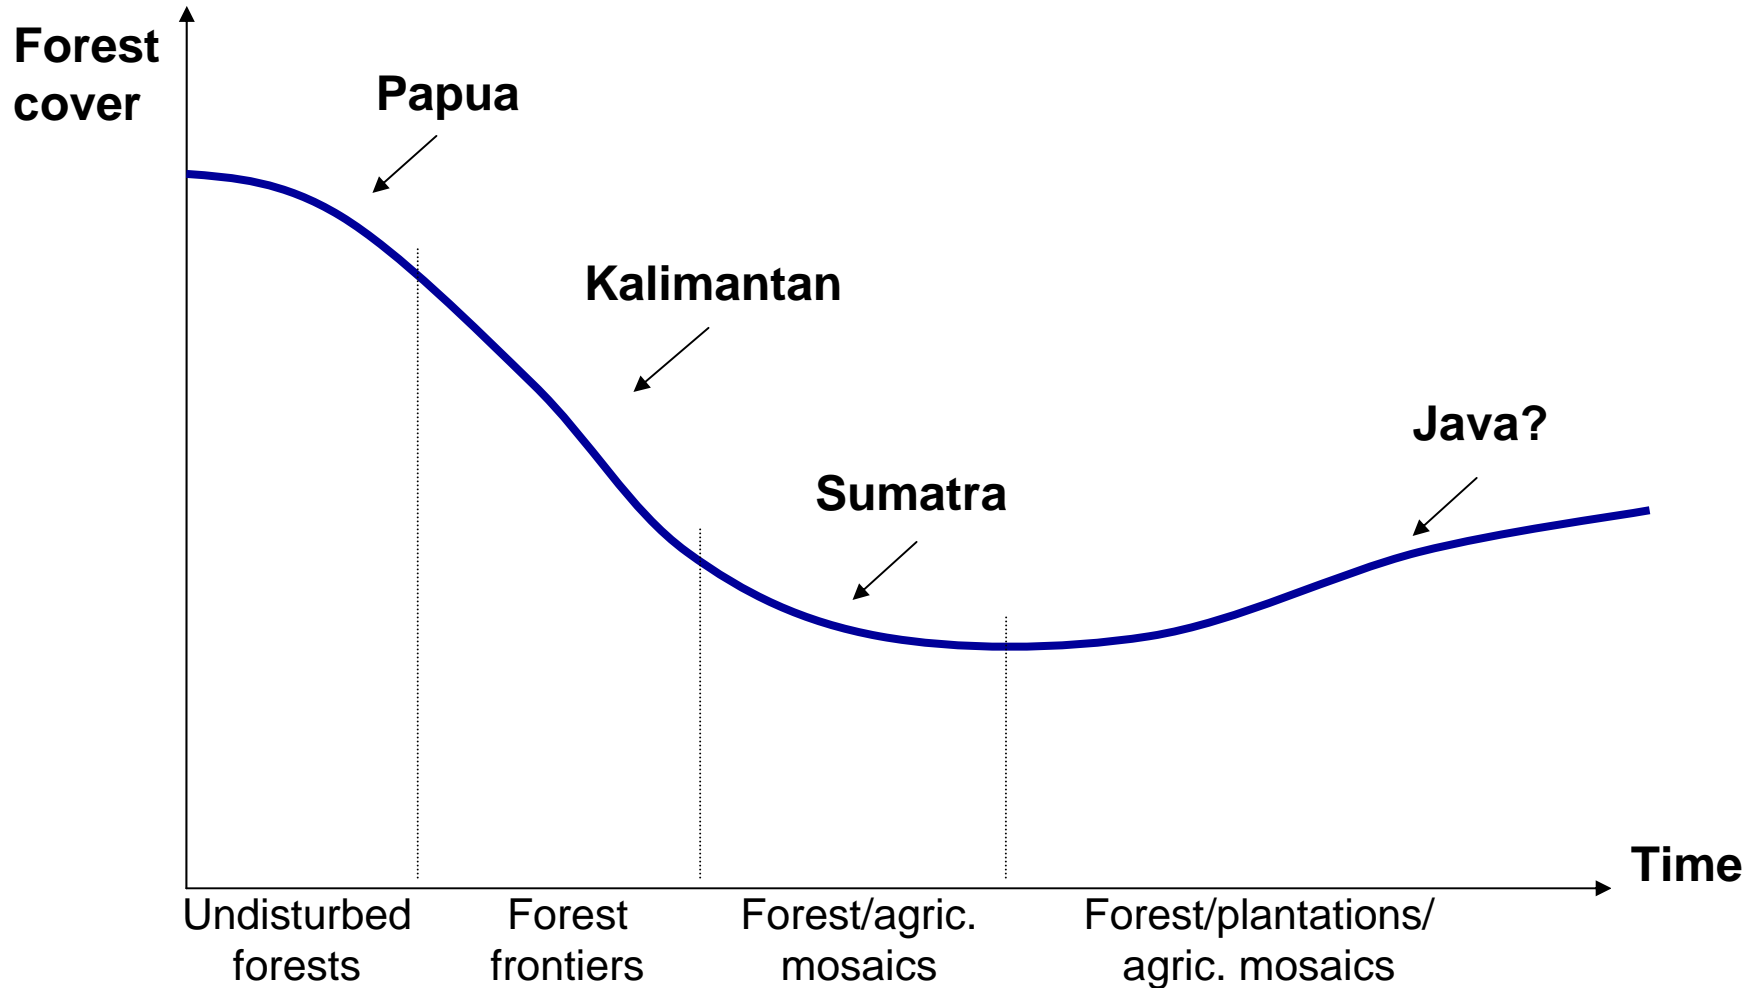 Forest
cover
Papua
Kalimantan
Java?
Sumatra
Time
Undisturbed
forests
Forest
frontiers
Forest/agric.
mosaics
Forest/plantations/
agric. mosaics